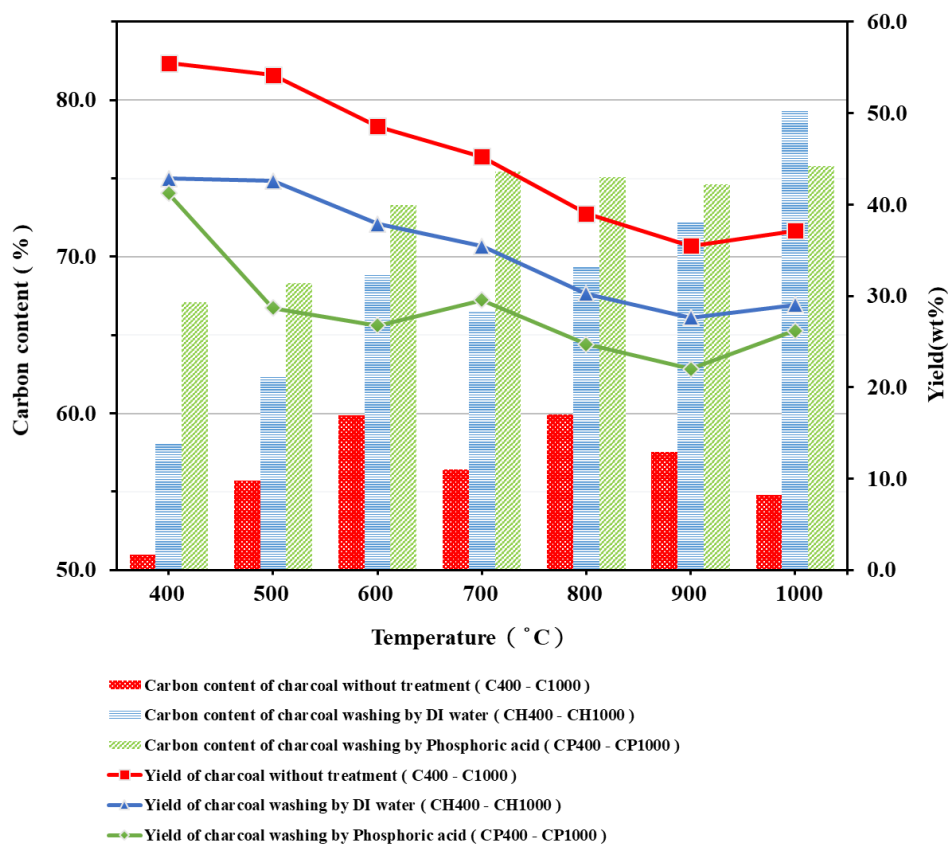 60.0
80.0
50.0
40.0
70.0
30.0
Carbon content ( % )
Yield(wt%)
20.0
60.0
10.0
50.0
0.0
400 500 600 700 800 900 1000
Temperature ( ˚C )
Carbon content of charcoal without treatment ( C400 - C1000 )
Carbon content of charcoal washing by DI water ( CH400 - CH1000 )
Carbon content of charcoal washing by Phosphoric acid ( CP400 - CP1000 )
Yield of charcoal without treatment ( C400 - C1000 )
Yield of charcoal washing by DI water ( CH400 - CH1000 )
Yield of charcoal washing by Phosphoric acid ( CP400 - CP1000 )